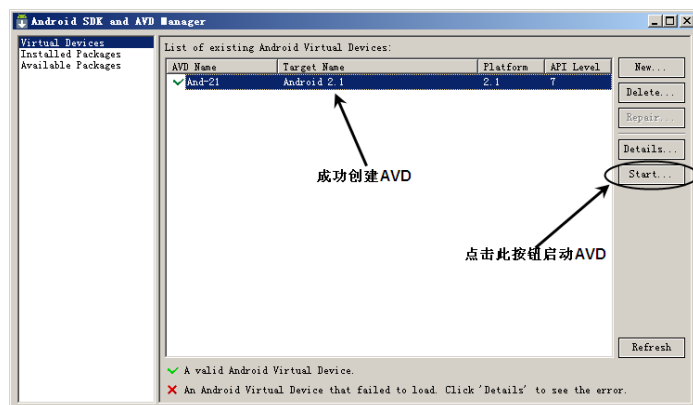 Android SDK and AVD Manager
Virtual Devices
Installed Packages
Available Packages
List of existing Android Virtual Devices:
AVD Name Target Name Platform API Level
And-21 Android 2.1 2.1 7
New...
Delete...
Repair...
Details...
Start...
成功创建AVD
点击此按钮启动AVD
Refresh
A valid Android Virtual Device.
An Android Virtual Device that failed to load. Click 'Details' to see the error.